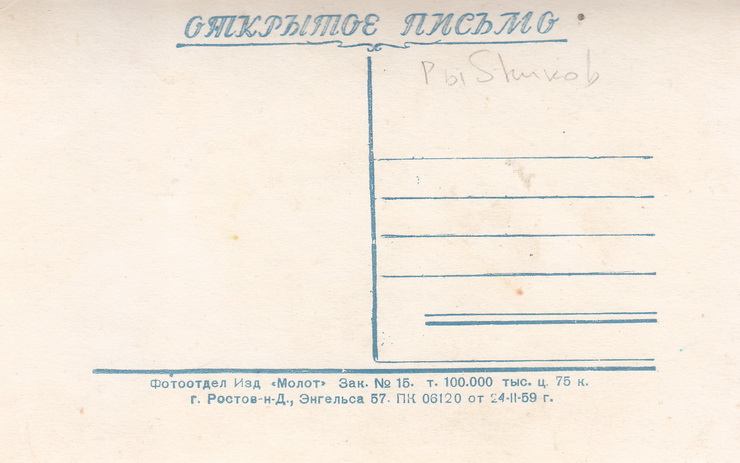 ОТКРЫТОЕ ПИСЬМО
Фотоотдел Изд «Молот» Зак. № 15. т. 100.000 тыс. ц. 75 к.
г. Ростов-н-Д., Энгельса 57. ПК 06120 от 24-II-59 г.